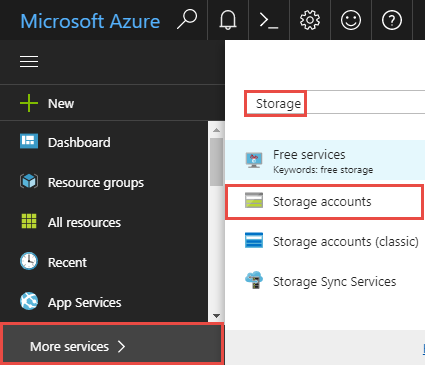 Microsoft Azure
New
Dashboard
Resource groups
All resources
Recent
App Services
More services
Storage
Free services
Keywords: free storage
Storage accounts
Storage accounts (classic)
Storage Sync Services